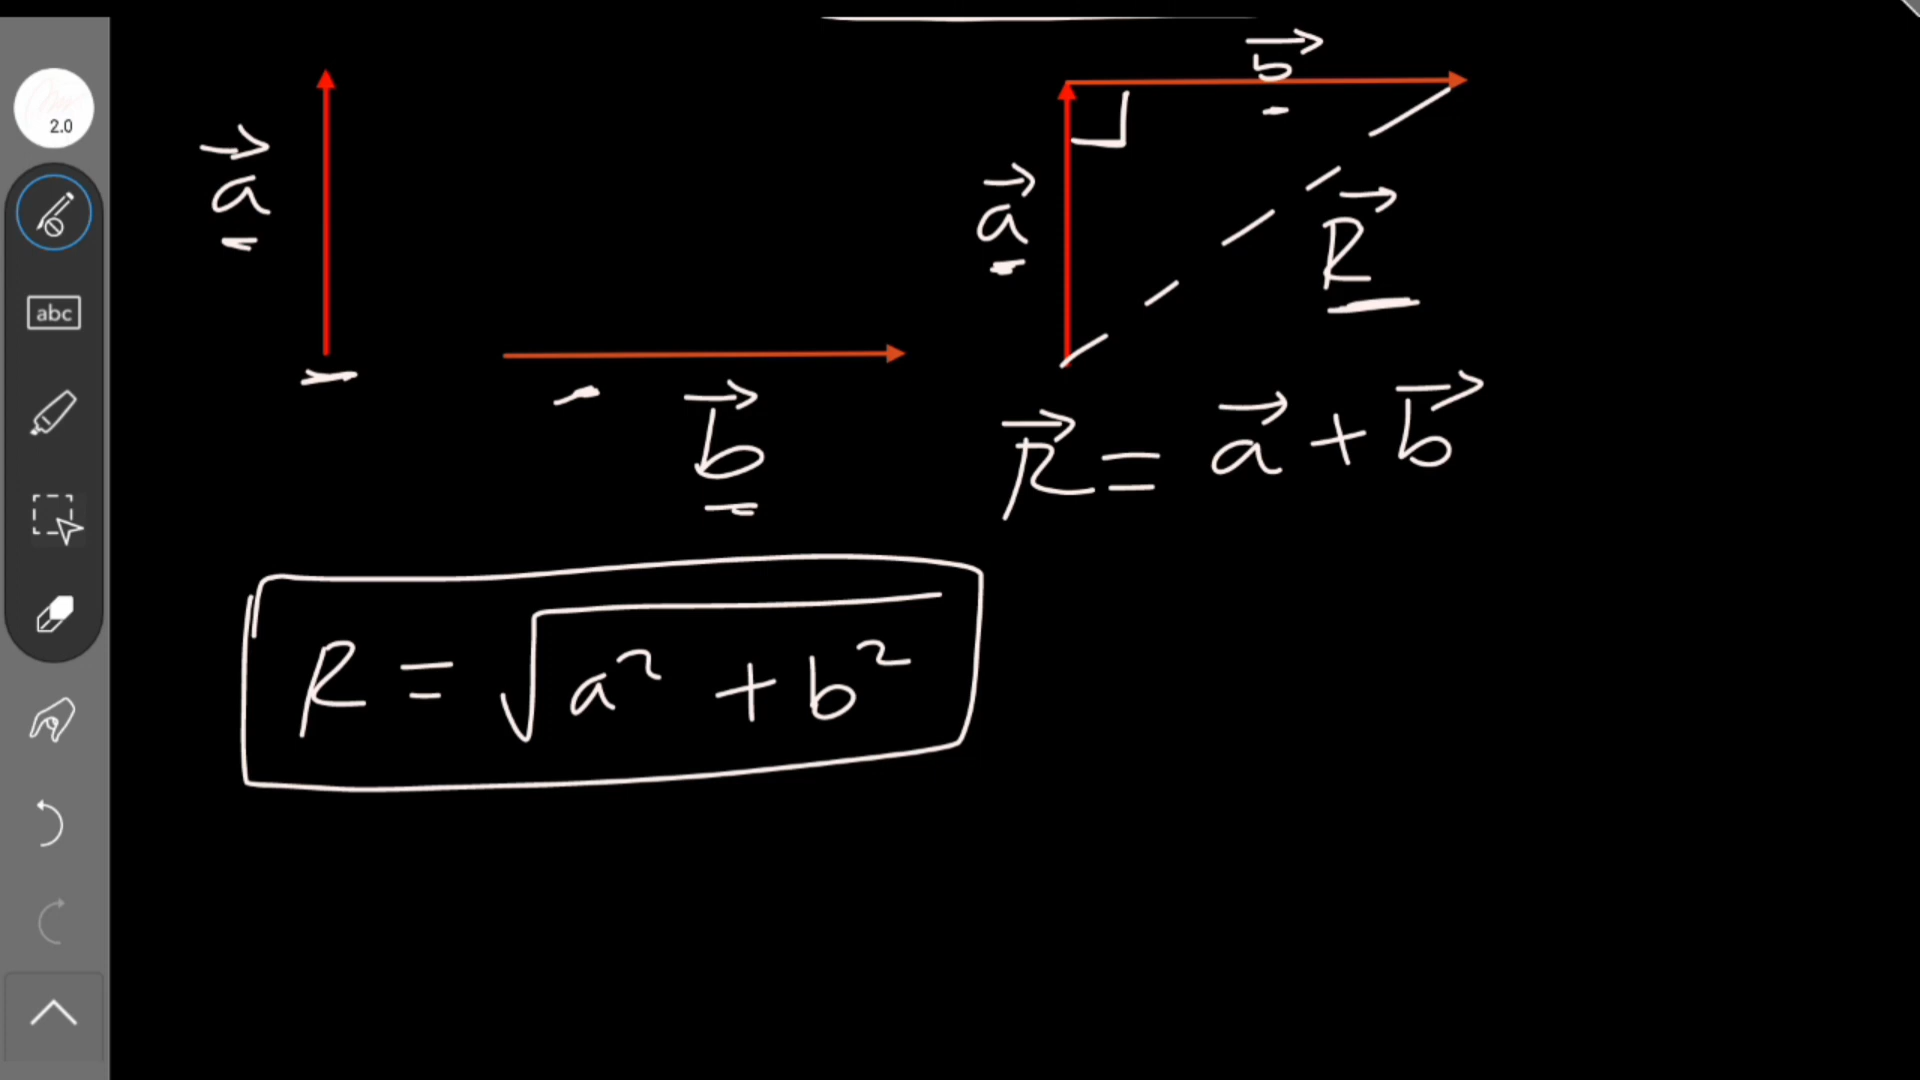 2.0
abc
→a
→b
→b
→a
→R
→R = →a + →b
R = √a² + b²